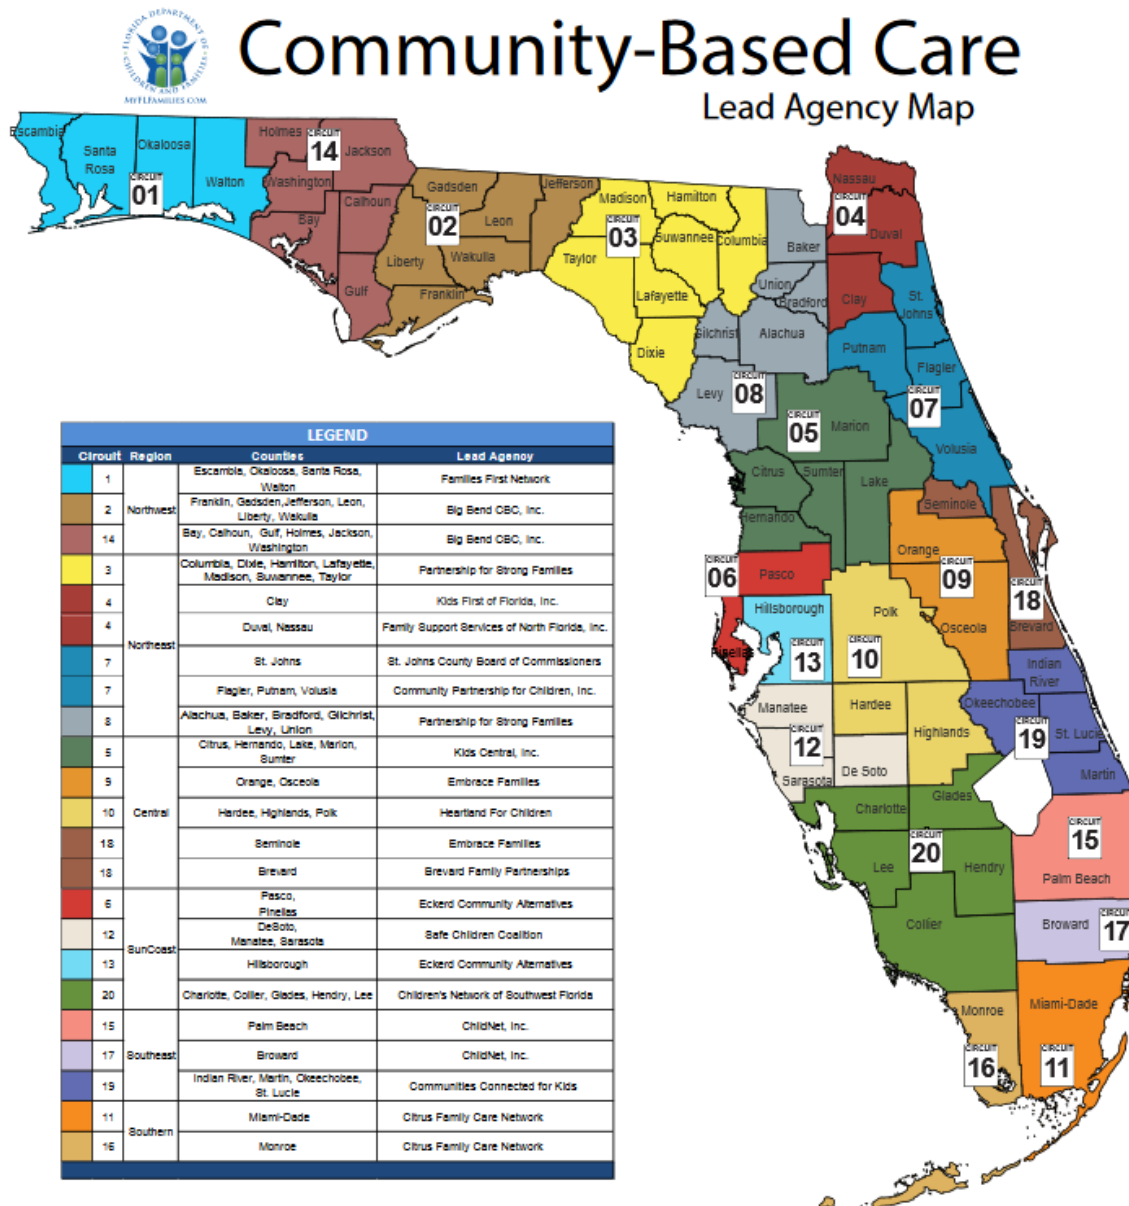 FLORIDA DEPARTMENT OF
CHILDREN AND FAMILIES
MYFLFAMILIES.COM
Community-Based Care
Lead Agency Map
Escambia
Santa
Rosa
Okaloosa
Walton
CIRCUIT
01
Holmes
CIRCUIT
14
Jackson
Washington
Calhoun
Bay
Gulf
Gadsden
CIRCUIT
02
Leon
Jefferson
Liberty
Wakulla
Franklin
Madison
Hamilton
CIRCUIT
03
Suwannee
Columbia
Taylor
Lafayette
Dixie
Nassau
CIRCUIT
04
Duval
Clay
Baker
Union
Bradford
Gilchrist
Alachua
Levy
CIRCUIT
08
St.
Johns
Putnam
Flagler
CIRCUIT
07
Volusia
CIRCUIT
05
Marion
Citrus
Sumter
Lake
Hernando
Seminole
Orange
CIRCUIT
09
Osceola
CIRCUIT
18
Brevard
CIRCUIT
06
Pasco
Pinellas
Hillsborough
CIRCUIT
13
Polk
CIRCUIT
10
Hardee
Highlands
Manatee
CIRCUIT
12
Sarasota
De Soto
Indian
River
Okeechobee
CIRCUIT
19
St. Lucie
Martin
Charlotte
Glades
CIRCUIT
20
Lee
Hendry
Collier
CIRCUIT
15
Palm Beach
Broward
CIRCUIT
17
Monroe
CIRCUIT
16
Miami-Dade
CIRCUIT
11
LEGEND
Circuit Region Counties Lead Agency
1 Escambia, Okaloosa, Santa Rosa,
Walton
Families First Network
Northwest
2 Franklin, Gadsden,Jefferson, Leon,
Liberty, Wakulla
Big Bend CBC, Inc.
14 Bay, Calhoun, Gulf, Holmes, Jackson,
Washington
Big Bend CBC, Inc.
3 Columbia, Dixie, Hamilton, Lafayette,
Madison, Suwannee, Taylor
Partnership for Strong Families
4 Clay Kids First of Florida, Inc.
4 Duval, Nassau Family Support Services of North Florida, Inc.
Northeast
7 St. Johns St. Johns County Board of Commissioners
7 Flagler, Putnam, Volusia Community Partnership for Children, Inc.
8 Alachua, Baker, Bradford, Gilchrist,
Levy, Union
Partnership for Strong Families
5 Citrus, Hernando, Lake, Marion,
Sumter
Kids Central, Inc.
9 Orange, Osceola Embrace Families
Central
10 Hardee, Highlands, Polk Heartland For Children
18 Seminole Embrace Families
18 Brevard Brevard Family Partnerships
6 Pasco,
Pinellas
Eckerd Community Alternatives
12 DeSoto,
Manatee, Sarasota
Safe Children Coalition
SunCoast
13 Hillsborough Eckerd Community Alternatives
20 Charlotte, Collier, Glades, Hendry, Lee Children's Network of Southwest Florida
15 Palm Beach ChildNet, Inc.
Southeast
17 Broward ChildNet, Inc.
19 Indian River, Martin, Okeechobee,
St. Lucie
Communities Connected for Kids
11 Miami-Dade Citrus Family Care Network
Southern
16 Monroe Citrus Family Care Network